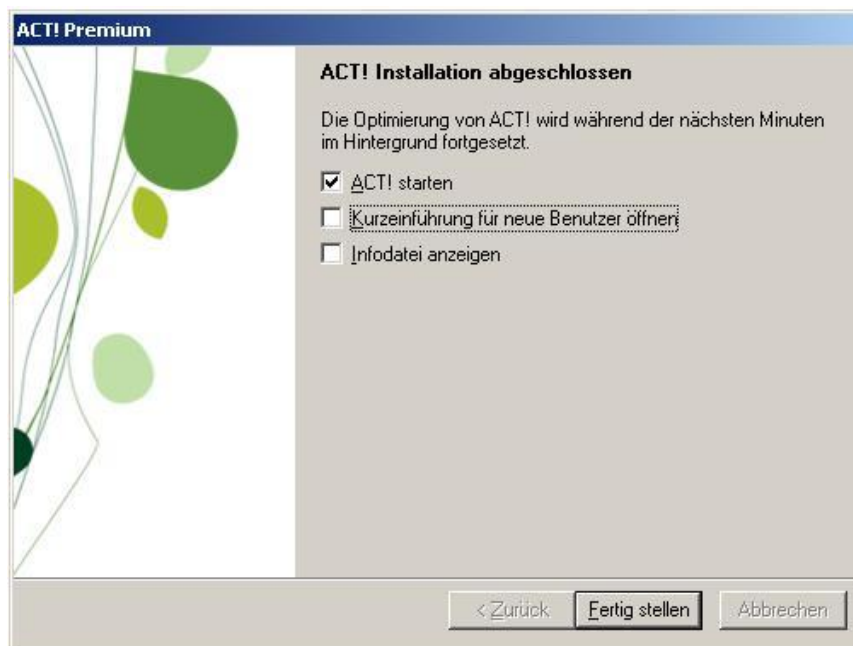 ACT! Premium
ACT! Installation abgeschlossen
Die Optimierung von ACT! wird während der nächsten Minuten
im Hintergrund fortgesetzt.
ACT! starten
Kurzeinführung für neue Benutzer öffnen
Infodatei anzeigen
< Zurück
Fertig stellen
Abbrechen